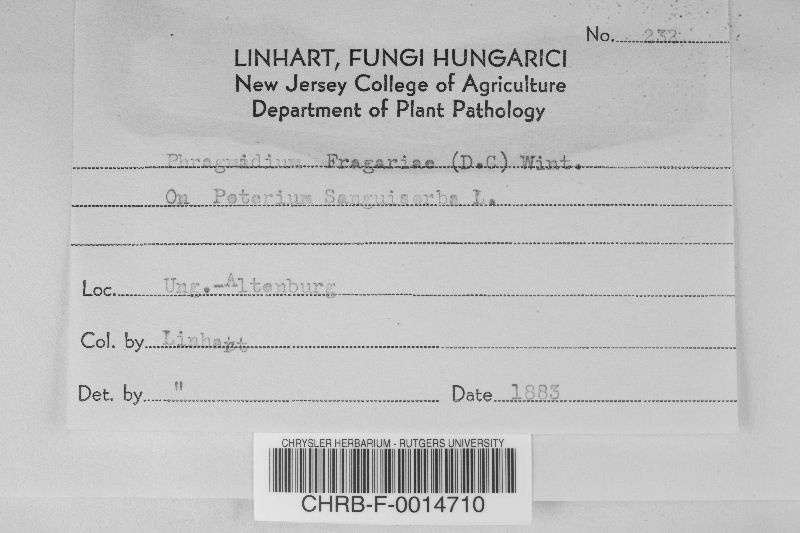 No. 232
LINHART, FUNGI HUNGARICI
New Jersey College of Agriculture
Department of Plant Pathology
Phragmidium Fragariae (D.C) Wint.
On Poterium Sanguisorba L.
Loc. Ung.-Altenburg
Col. by Linhart
Det. by " Date 1883
CHRYSLER HERBARIUM - RUTGERS UNIVERSITY
CHRB-F-0014710